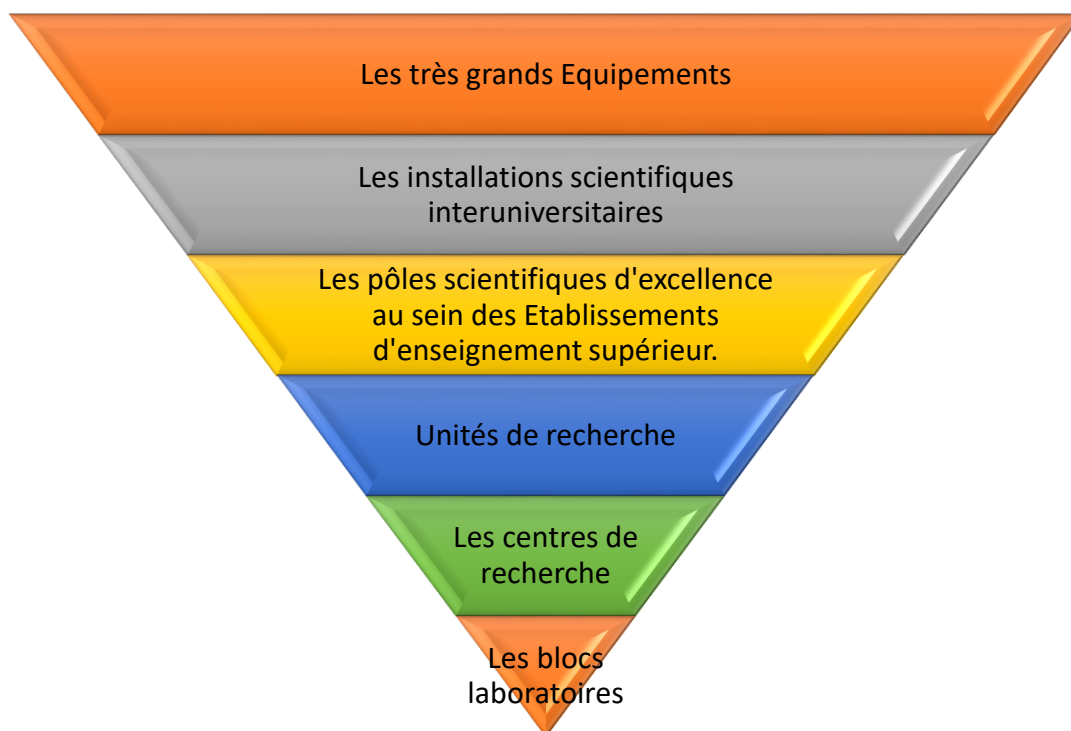 Les très grands Equipements
Les installations scientifiques
interuniversitaires
Les pôles scientifiques d'excellence
au sein des Etablissements
d'enseignement supérieur.
Unités de recherche
Les centres de
recherche
Les blocs
laboratoires